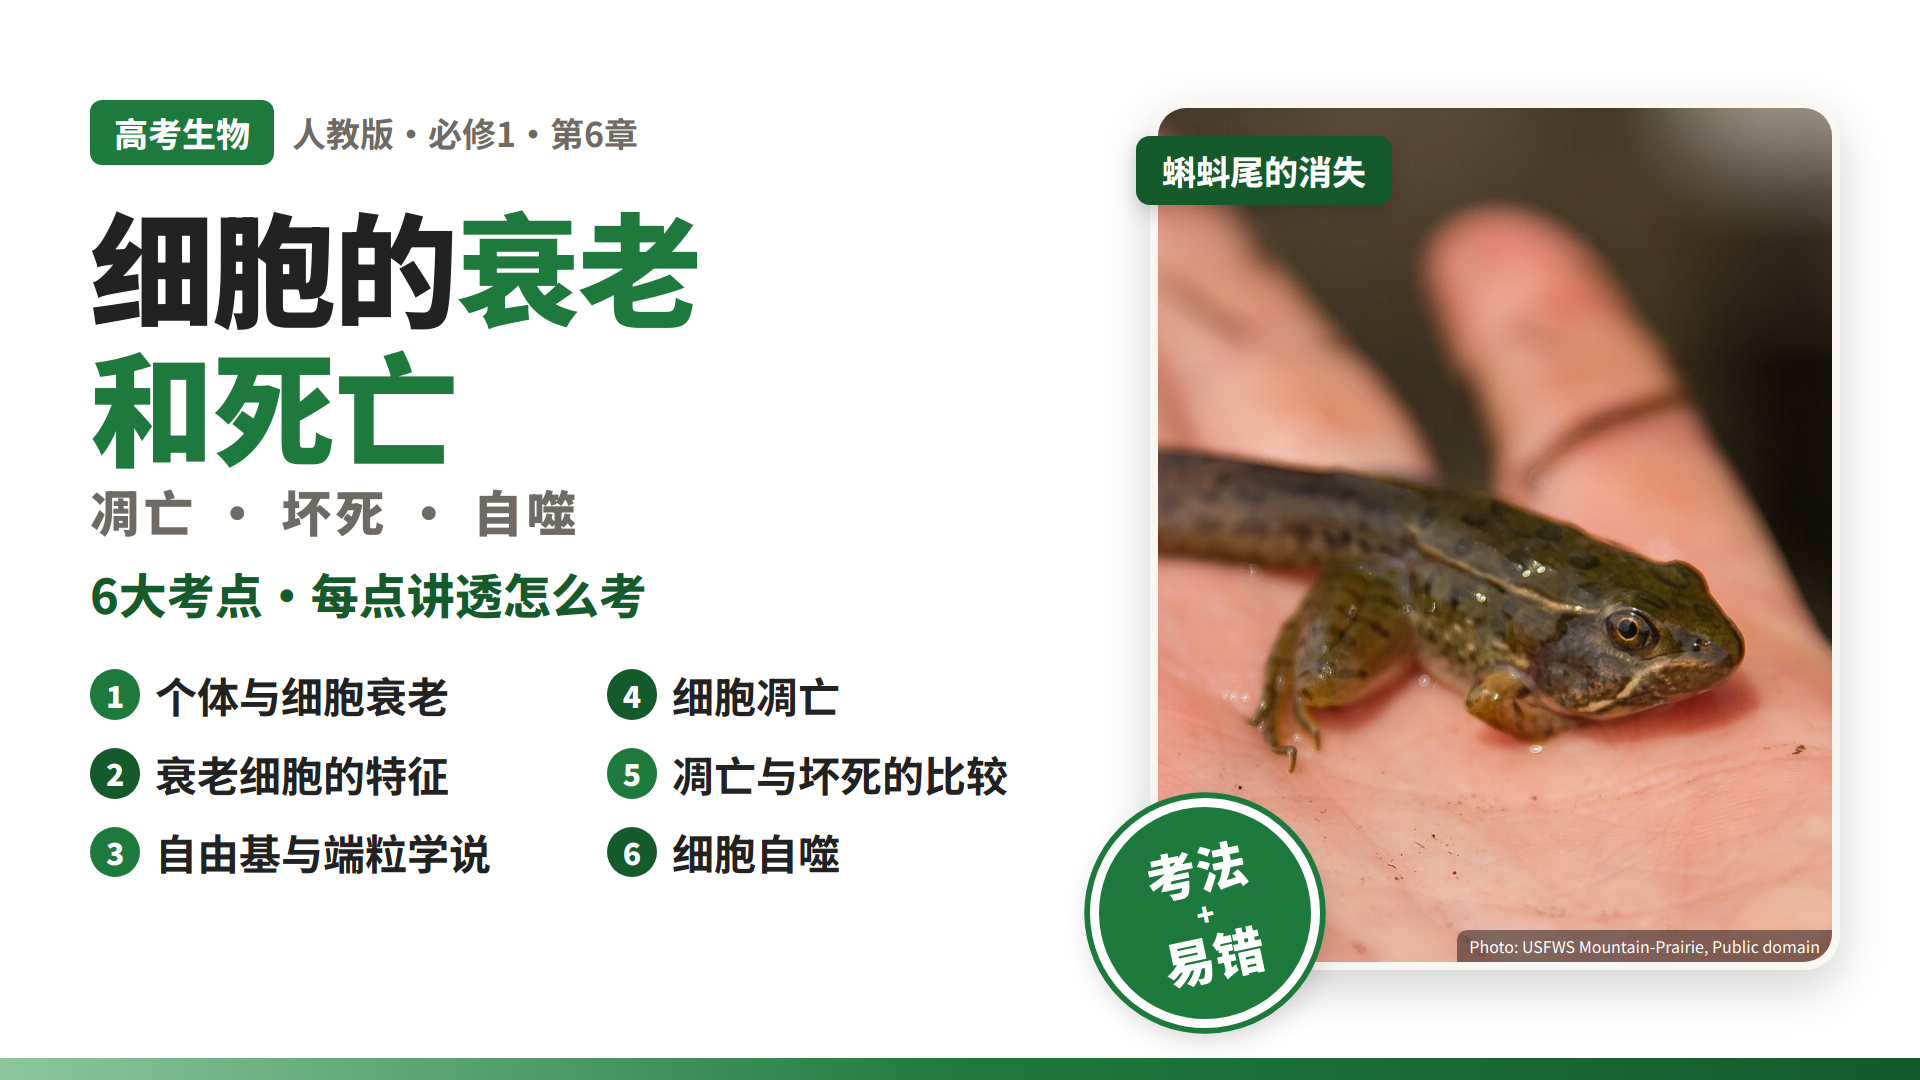 高考生物
人教版・必修1・第6章
细胞的衰老
和死亡
凋亡 · 坏死 · 自噬
6大考点・每点讲透怎么考
1 个体与细胞衰老
2 衰老细胞的特征
3 自由基与端粒学说
4 细胞凋亡
5 凋亡与坏死的比较
6 细胞自噬
蝌蚪尾的消失
考法
+
易错
Photo: USFWS Mountain-Prairie, Public domain